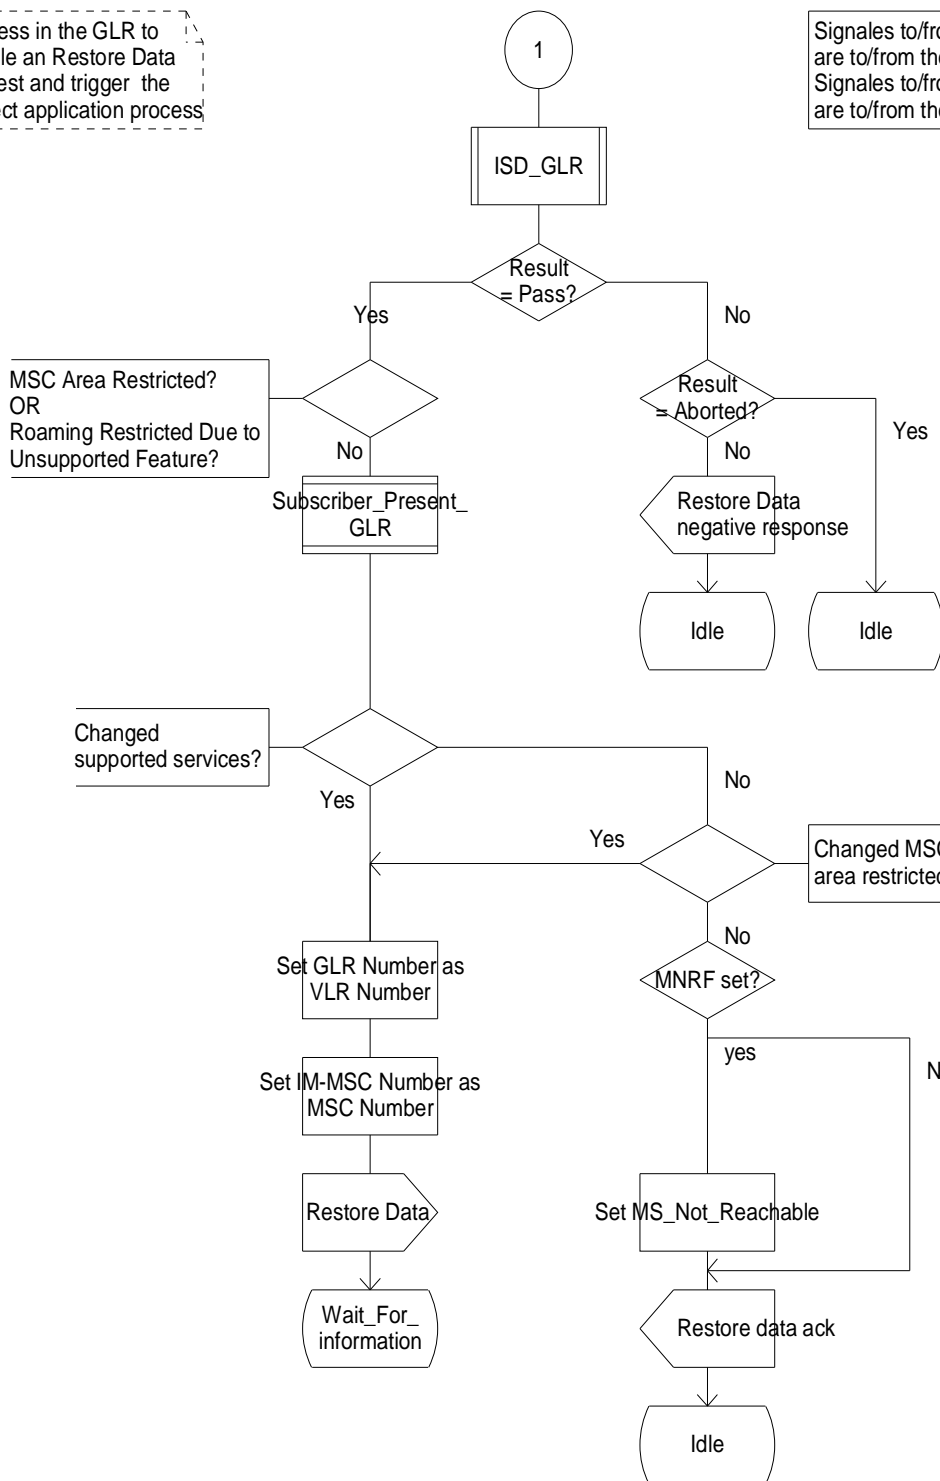 ess in the GLR to
le an Restore Data
est and trigger the
ct application process
1
Signales to/fro
are to/from the
Signales to/fro
are to/from the
ISD_GLR
Result
= Pass?
Yes
No
MSC Area Restricted?
OR
Roaming Restricted Due to
Unsupported Feature?
Result
= Aborted?
Yes
No
No
Subscriber_Present_
GLR
Restore Data
negative response
Idle
Idle
Changed
supported services?
Yes
No
Yes
Changed MSC
area restricted
No
Set GLR Number as
VLR Number
MNRF set?
yes
N
Set IM-MSC Number as
MSC Number
Restore Data
Set MS_Not_Reachable
Wait_For_
information
Restore data ack
Idle